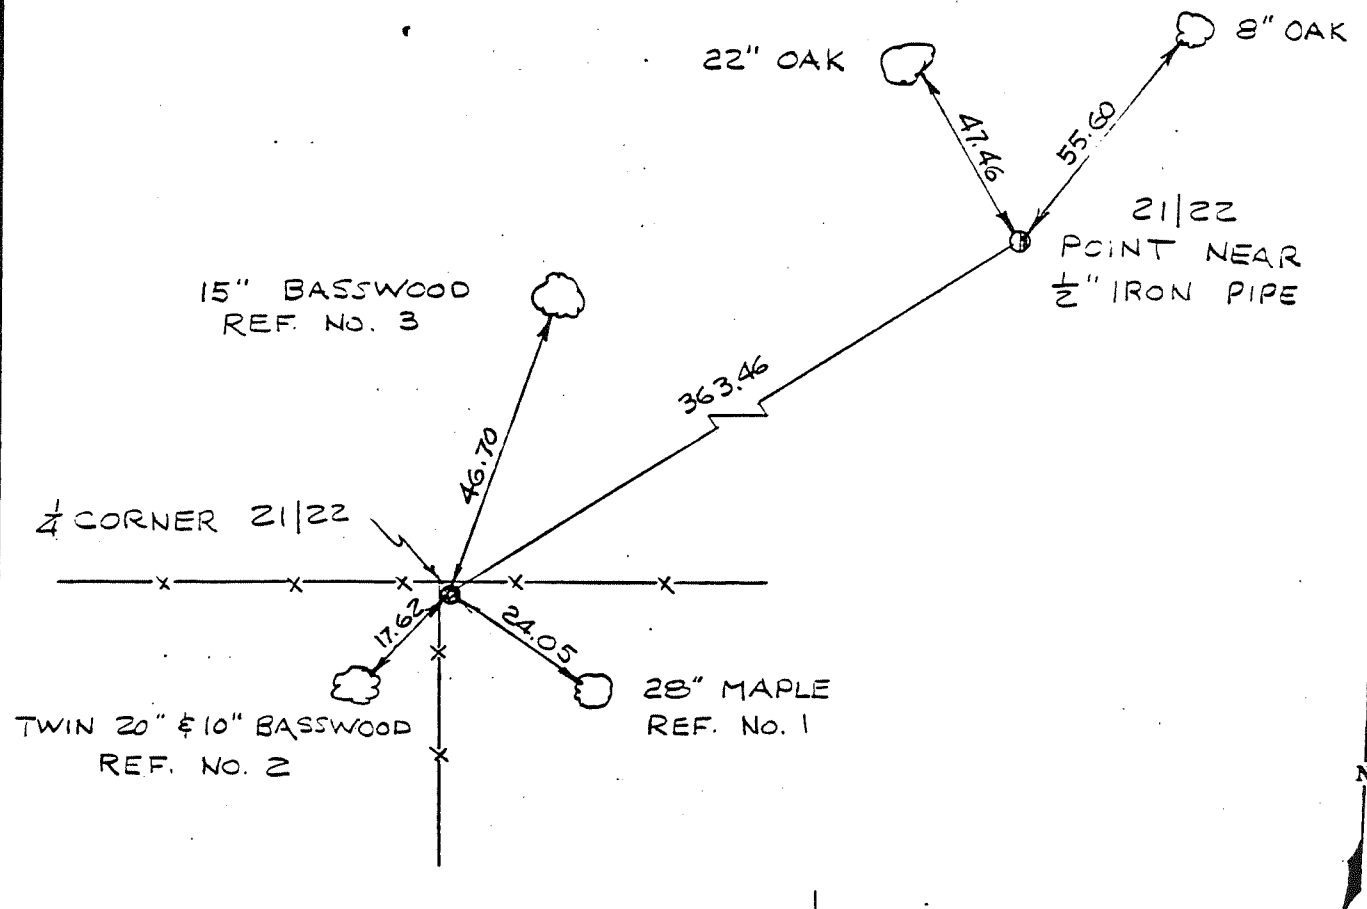 8" OAK
22" OAK
47.46
55.60
21|22
POINT NEAR
½" IRON PIPE
15" BASSWOOD
REF. NO. 3
363.46
46.70
¼ CORNER 21|22
17.62
24.05
28" MAPLE
REF. NO. 1
TWIN 20" & 10" BASSWOOD
REF. NO. 2
N